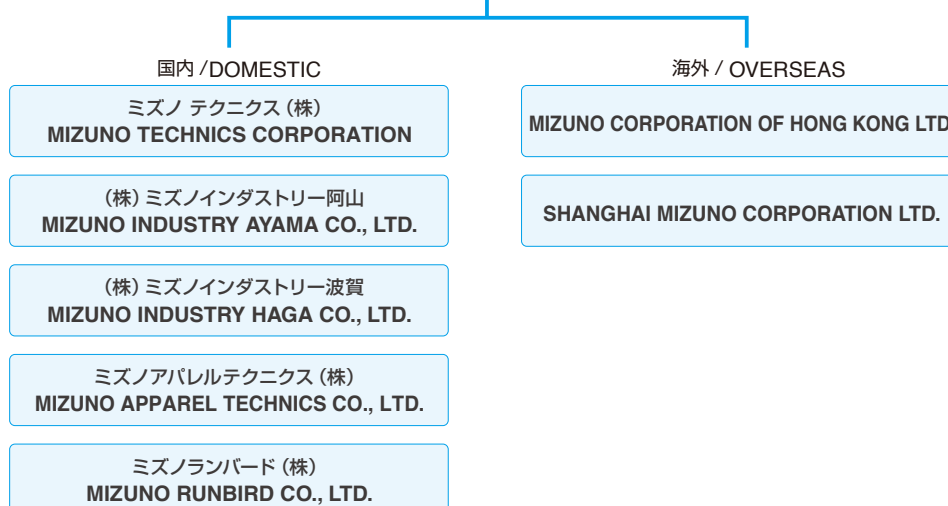 国内 /DOMESTIC
ミズノ テクニクス（株）
MIZUNO TECHNICS CORPORATION
（株）ミズノインダストリー阿山
MIZUNO INDUSTRY AYAMA CO., LTD.
（株）ミズノインダストリー波賀
MIZUNO INDUSTRY HAGA CO., LTD.
ミズノアパレルテクニクス（株）
MIZUNO APPAREL TECHNICS CO., LTD.
ミズノランバード（株）
MIZUNO RUNBIRD CO., LTD.
海外 / OVERSEAS
MIZUNO CORPORATION OF HONG KONG LTD
SHANGHAI MIZUNO CORPORATION LTD.